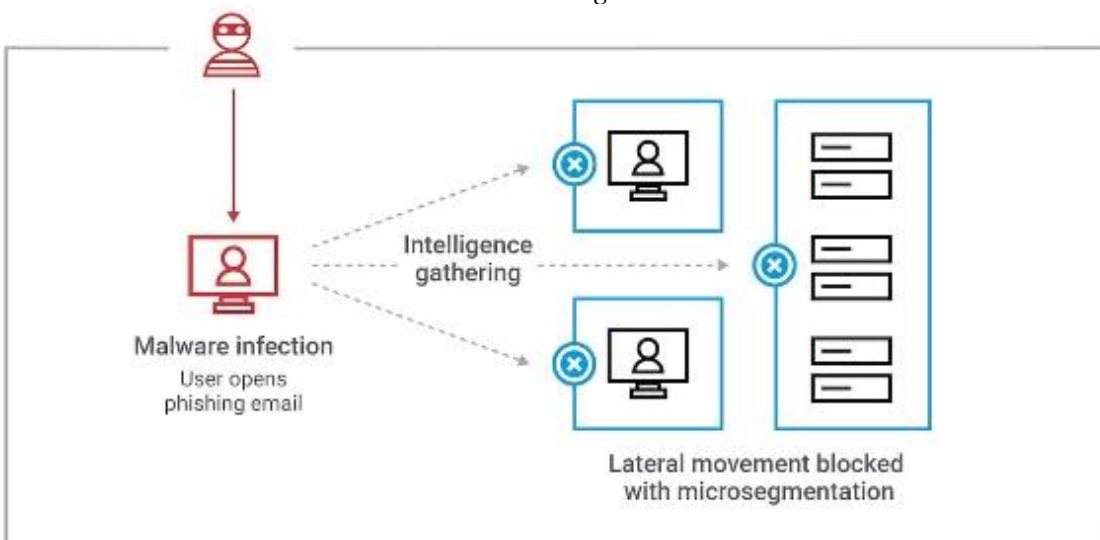 Malware infection
User opens
phishing email
Intelligence
gathering
Lateral movement blocked
with microsegmentation